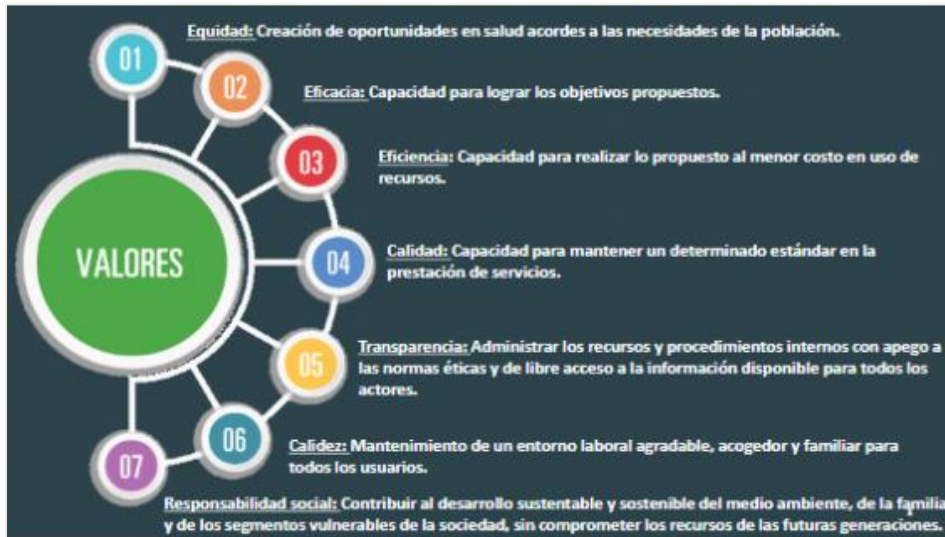 01
Equidad: Creación de oportunidades en salud acordes a las necesidades de la población.
02
Eficacia: Capacidad para lograr los objetivos propuestos.
03
Eficiencia: Capacidad para realizar lo propuesto al menor costo en uso de
recursos.
VALORES
04
Calidad: Capacidad para mantener un determinado estándar en la
prestación de servicios.
05
Transparencia: Administrar los recursos y procedimientos internos con apego a
las normas éticas y de libre acceso a la información disponible para todos los
actores.
06
Calidez: Mantenimiento de un entorno laboral agradable, acogedor y familiar para
todos los usuarios.
07
Responsabilidad social: Contribuir al desarrollo sustentable y sostenible del medio ambiente, de la familia
y de los segmentos vulnerables de la sociedad, sin comprometer los recursos de las futuras generaciones.